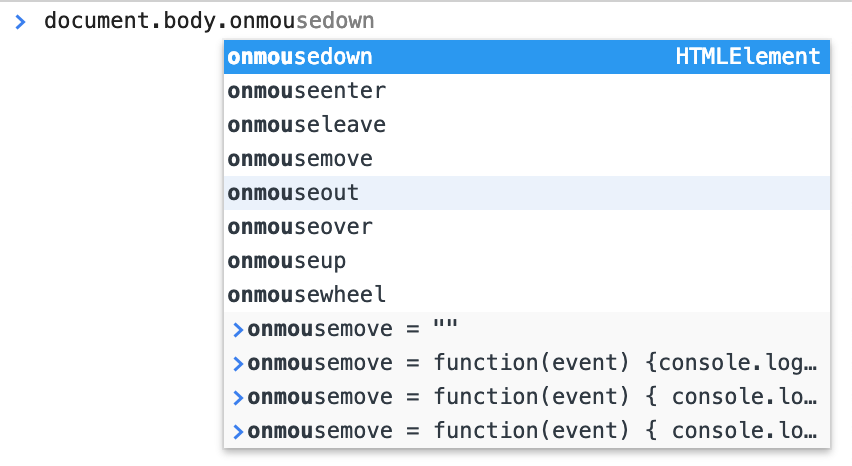 > document.body.onmousedown
onmousedown HTMLElement
onmouseenter
onmouseleave
onmousemove
onmouseout
onmouseover
onmouseup
onmousewheel
>onmousemove = ""
>onmousemove = function(event) {console.log…
>onmousemove = function(event) { console.lo…
>onmousemove = function(event) { console.lo…